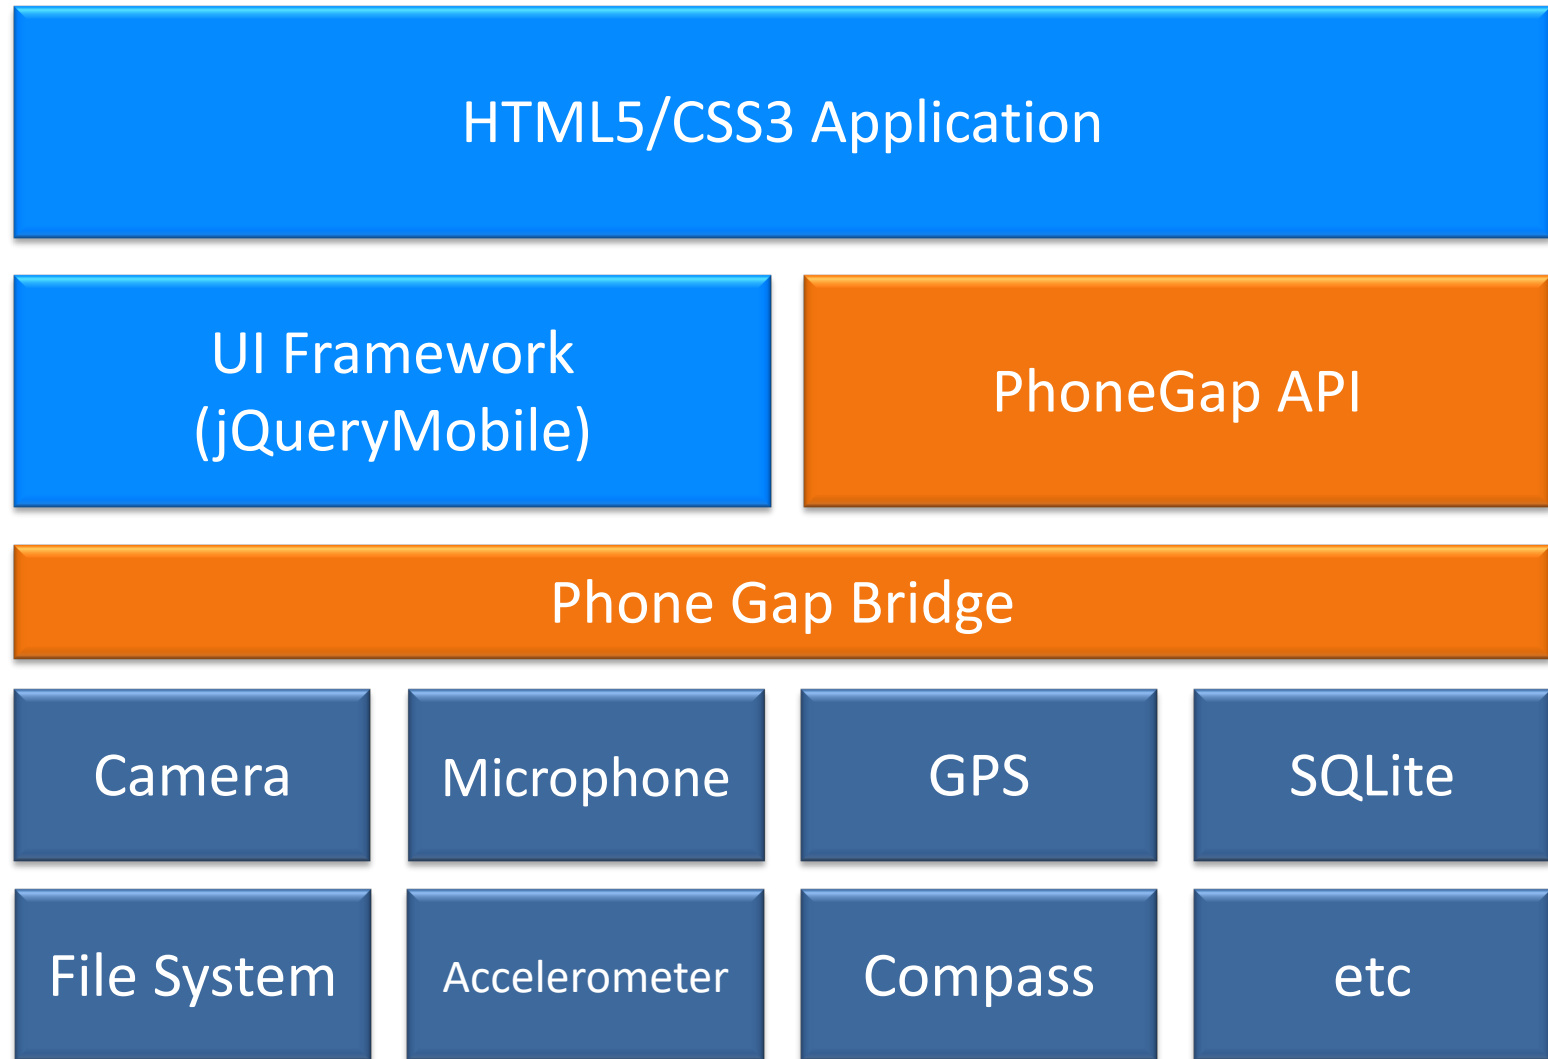 HTML5/CSS3 Application
UI Framework
(jQueryMobile)
PhoneGap API
Phone Gap Bridge
Camera
Microphone
GPS
SQLite
File System
Accelerometer
Compass
etc